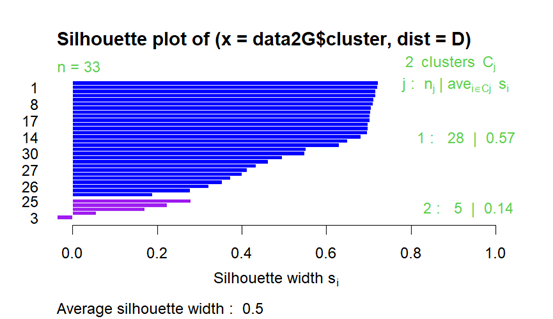 Silhouette plot of (x = data2G$cluster, dist = D)
n = 33
2 clusters Cj
j : nj | avei∈Cj si
1
8
17
14
30
27
26
25
3
1 : 28 | 0.57
2 : 5 | 0.14
0.0 0.2 0.4 0.6 0.8 1.0
Silhouette width si
Average silhouette width : 0.5